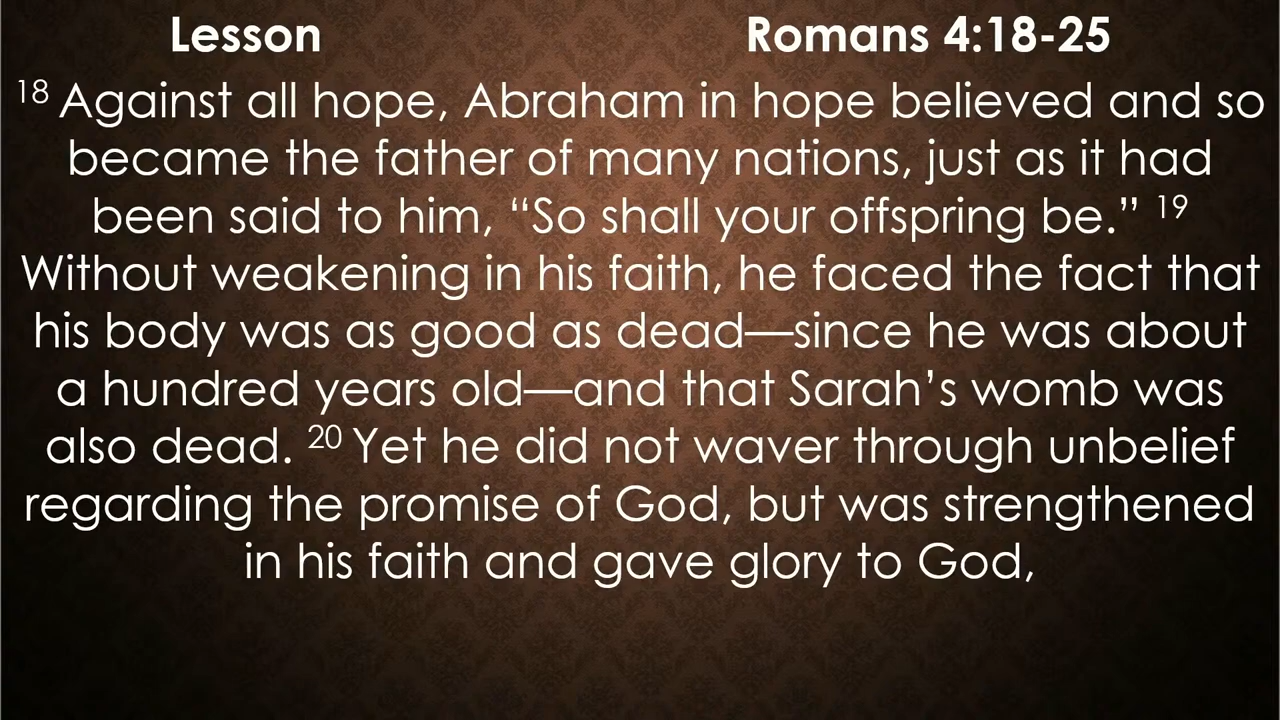 Lesson Romans 4:18-25
18 Against all hope, Abraham in hope believed and so
became the father of many nations, just as it had
been said to him, “So shall your offspring be.” 19
Without weakening in his faith, he faced the fact that
his body was as good as dead—since he was about
a hundred years old—and that Sarah’s womb was
also dead. 20 Yet he did not waver through unbelief
regarding the promise of God, but was strengthened
in his faith and gave glory to God,